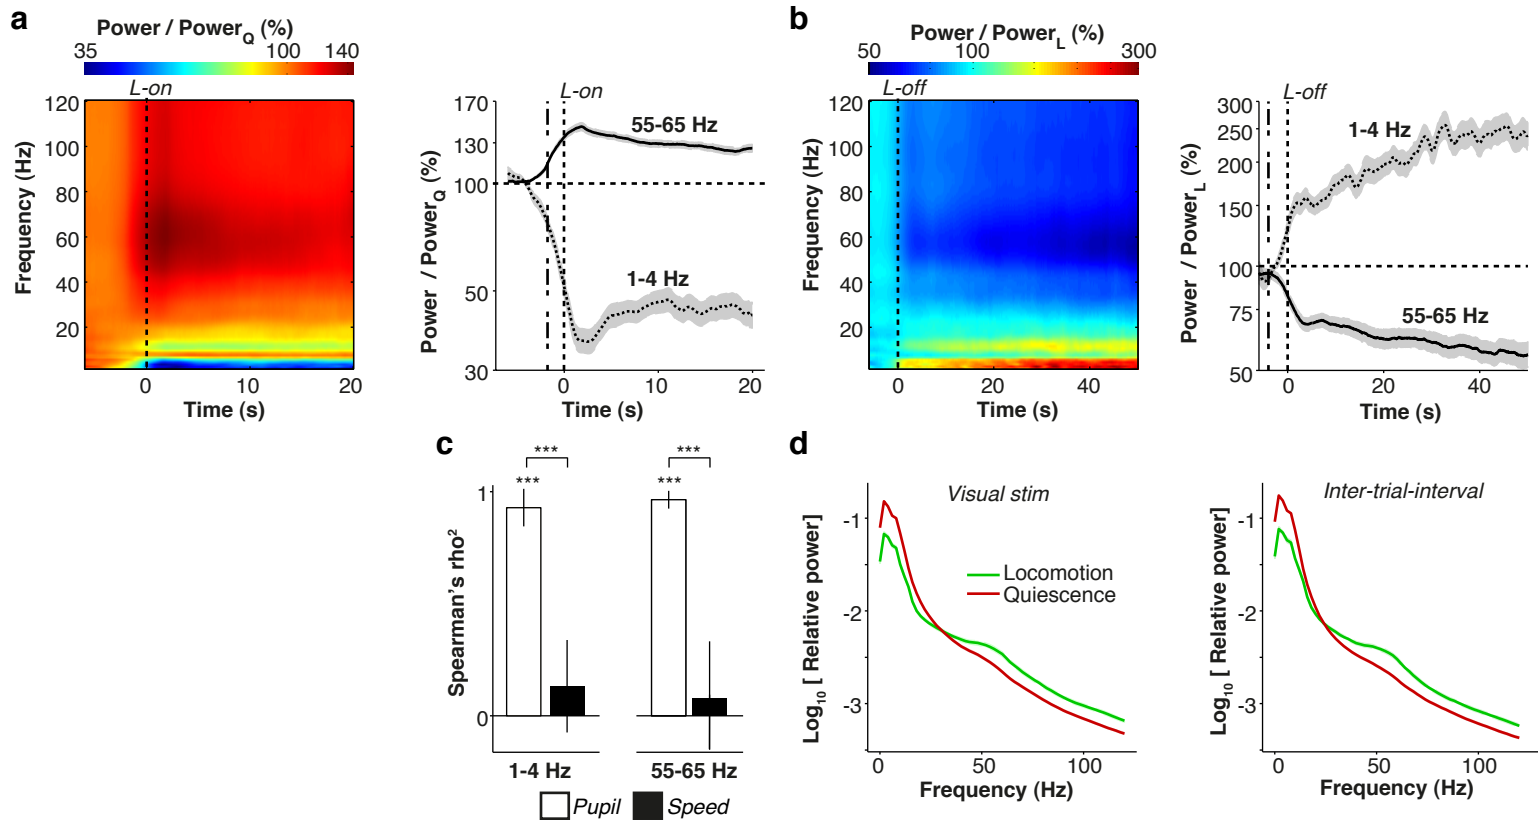 a
Power / PowerQ (%)
35 100 140
L-on
120
100
80
60
40
20
Frequency (Hz)
0 10 20
Time (s)
L-on
170
130
100
50
30
Power / PowerQ (%)
55-65 Hz
1-4 Hz
0 10 20
Time (s)
b
Power / PowerL (%)
50 100 300
L-off
120
100
80
60
40
20
Frequency (Hz)
0 20 40
Time (s)
L-off
300
250
200
150
100
75
50
Power / PowerL (%)
1-4 Hz
55-65 Hz
0 20 40
Time (s)
c
*** ***
*** ***
1
0
Spearman's rho²
1-4 Hz 55-65 Hz
Pupil Speed
d
Visual stim
-1
-2
-3
Log10 [ Relative power]
Locomotion
Quiescence
0 50 100
Frequency (Hz)
Inter-trial-interval
-1
-2
-3
Log10 [ Relative power]
0 50 100
Frequency (Hz)